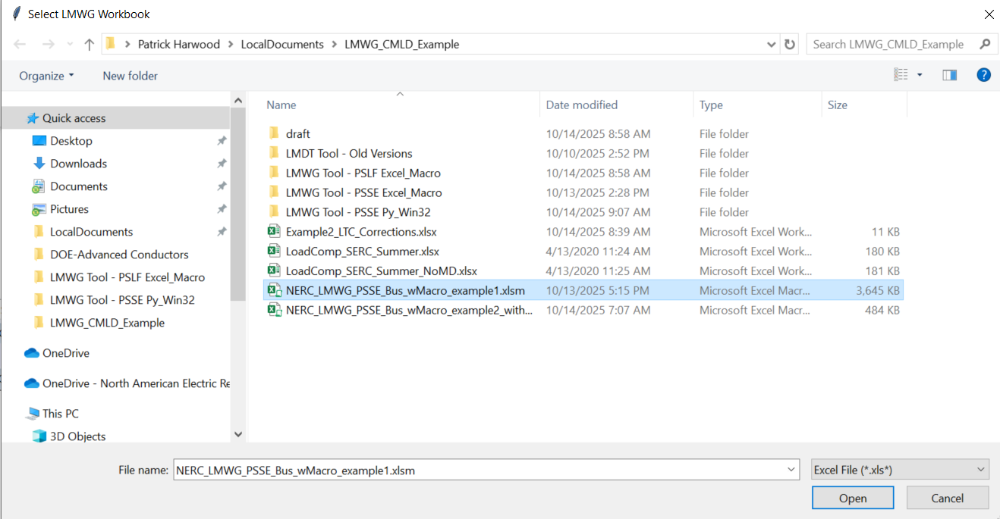 Select LMWG Workbook
Patrick Harwood > LocalDocuments > LMWG_CMLD_Example
Search LMWG_CMLD_Example
Organize New folder
Name Date modified Type Size
Quick access
Desktop
Downloads
Documents
Pictures
LocalDocuments
DOE-Advanced Conductors
LMWG Tool - PSLF Excel_Macro
LMWG Tool - PSSE Py_Win32
LMWG_CMLD_Example
OneDrive
OneDrive - North American Electric Re
This PC
3D Objects
draft 10/14/2025 8:58 AM File folder
LMDT Tool - Old Versions 10/10/2025 2:52 PM File folder
LMWG Tool - PSLF Excel_Macro 10/14/2025 8:58 AM File folder
LMWG Tool - PSSE Excel_Macro 10/13/2025 2:28 PM File folder
LMWG Tool - PSSE Py_Win32 10/14/2025 9:07 AM File folder
Example2_LTC_Corrections.xlsx 10/14/2025 8:39 AM Microsoft Excel Work... 11 KB
LoadComp_SERC_Summer.xlsx 4/13/2020 11:24 AM Microsoft Excel Work... 180 KB
LoadComp_SERC_Summer_NoMD.xlsx 4/13/2020 11:25 AM Microsoft Excel Work... 181 KB
NERC_LMWG_PSSE_Bus_wMacro_example1.xlsm 10/13/2025 5:15 PM Microsoft Excel Macr... 3,645 KB
NERC_LMWG_PSSE_Bus_wMacro_example2_with... 10/14/2025 7:07 AM Microsoft Excel Macr... 484 KB
File name: NERC_LMWG_PSSE_Bus_wMacro_example1.xlsm Excel File (*.xls*)
Open Cancel